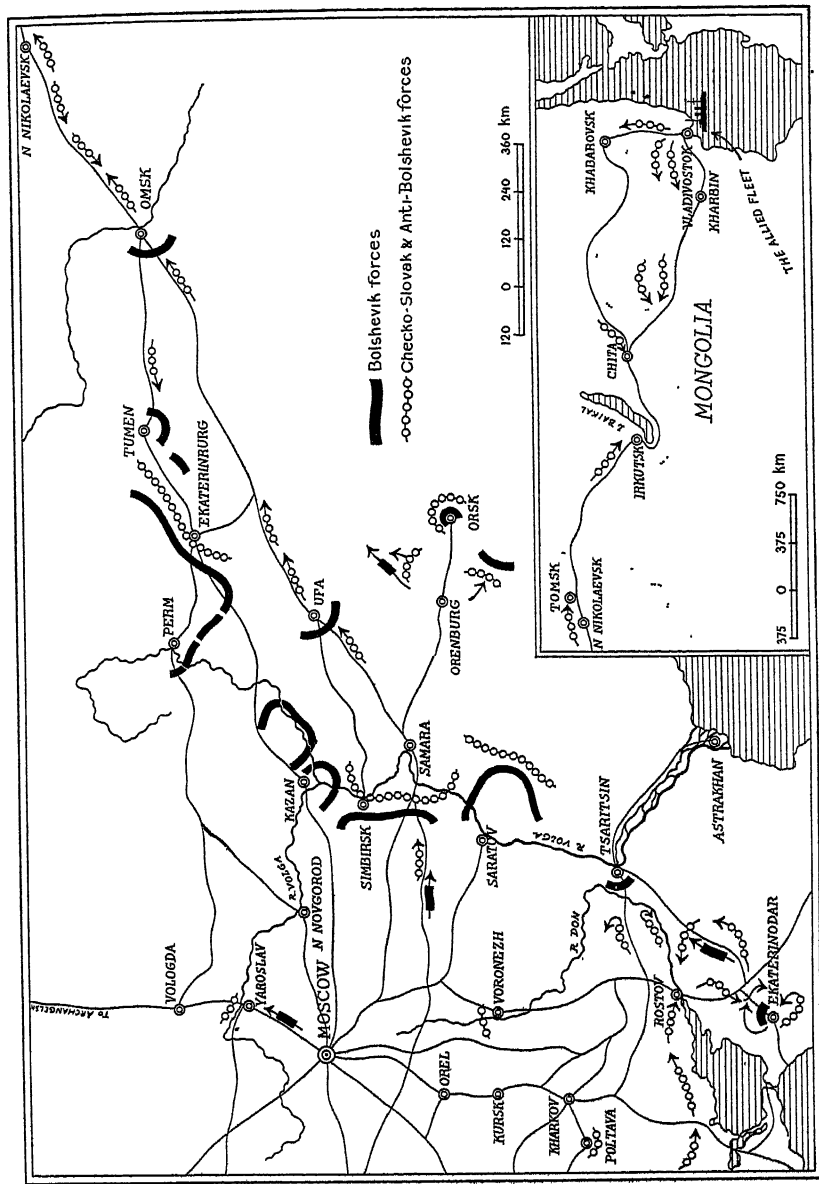 To ARCHANGELSK
VOLOGDA
YAROSLAV
MOSCOW
R. VOLGA
N NOVGOROD
KAZAN
PERM
EKATERINBURG
TUMEN
OMSK
N NIKOLAEVSK
SIMBIRSK
SAMARA
UFA
ORENBURG
ORSK
SARATOV
R. VOLGA
TSARITSIN
ASTRAKHAN
VORONEZH
R. DON
ROSTOV
EKATERINODAR
OREL
KURSK
KHARKOV
POLTAVA
Bolshevik forces
Checko-Slovak & Anti-Bolshevik forces
120 0 120 240 360 km
TOMSK
N NIKOLAEVSK
IRKUTSK
L BAIKAL
CHITA
MONGOLIA
KHABAROVSK
VLADIVOSTOK
KHARBIN
THE ALLIED FLEET
375 0 375 750 km